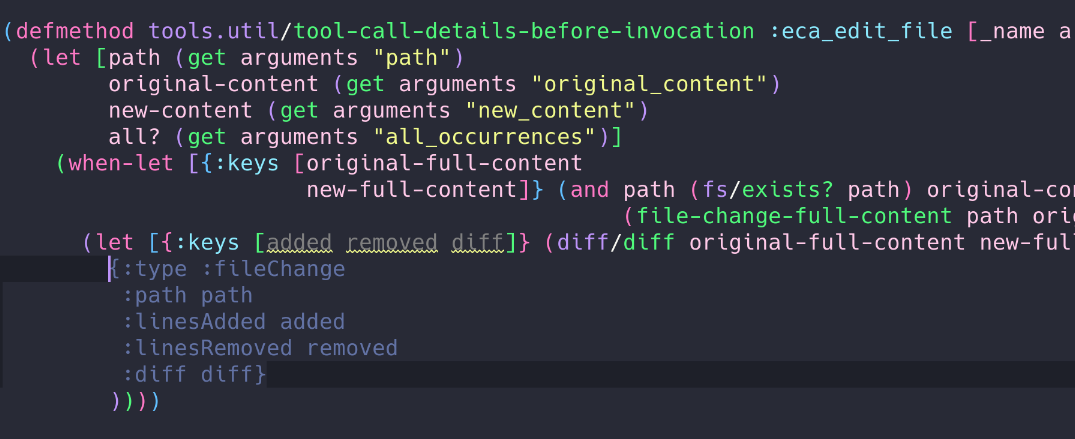 (defmethod tools.util/tool-call-details-before-invocation :eca_edit_file [_name a
(let [path (get arguments "path")
original-content (get arguments "original_content")
new-content (get arguments "new_content")
all? (get arguments "all_occurrences")]
(when-let [{:keys [original-full-content
new-full-content]} (and path (fs/exists? path) original-co
(file-change-full-content path orig
(let [{:keys [added removed diff]} (diff/diff original-full-content new-full
{:type :fileChange
:path path
:linesAdded added
:linesRemoved removed
:diff diff}
))))